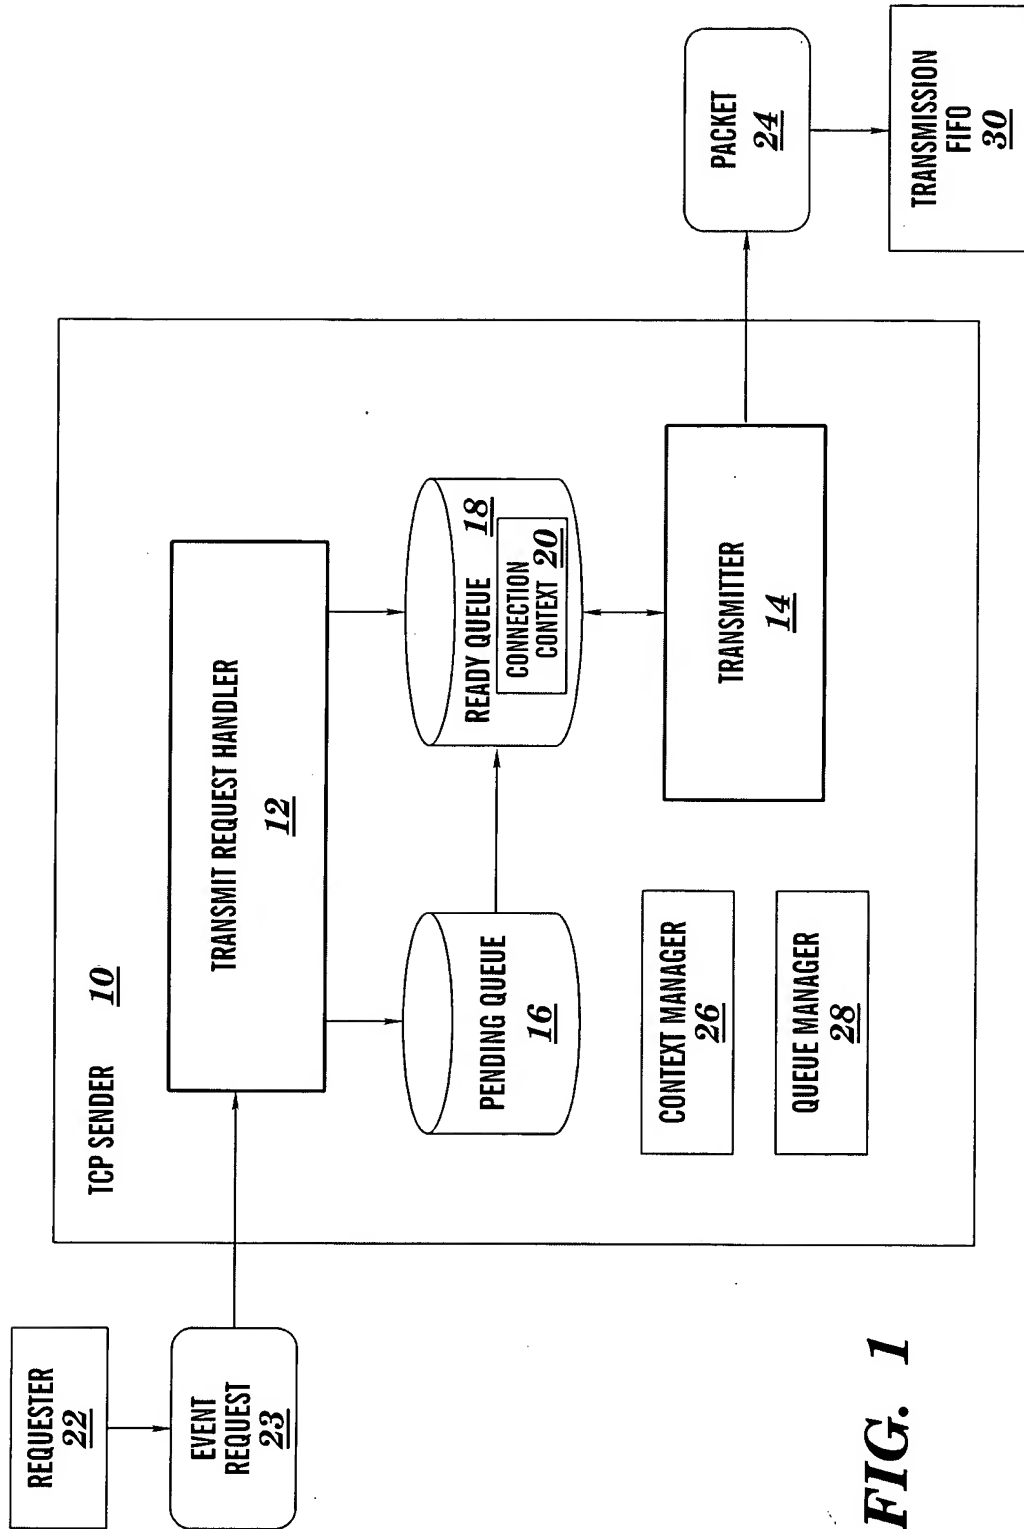 REQUESTER
22
EVENT
REQUEST
23
TCP SENDER 10
TRANSMIT REQUEST HANDLER
12
PENDING QUEUE
16
READY QUEUE 18
CONNECTION
CONTEXT 20
CONTEXT MANAGER
26
QUEUE MANAGER
28
TRANSMITTER
14
PACKET
24
TRANSMISSION
FIFO
30
FIG. 1